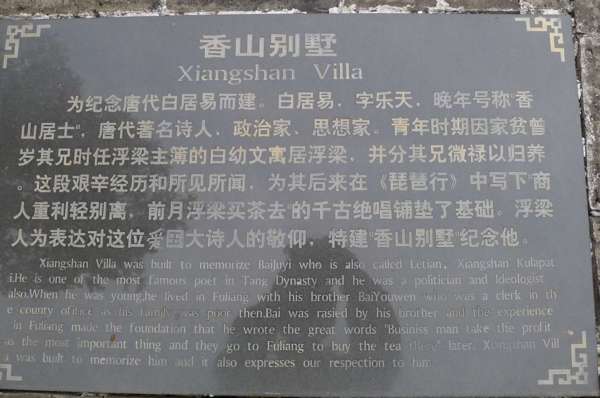 香山别墅
Xiangshan Villa
为纪念唐代白居易而建。白居易，字乐天，晚年号称"香
山居士"，唐代著名诗人、政治家、思想家。青年时期因家贫曾
岁其兄时任浮梁主簿的白幼文寓居浮梁，并分其兄微禄以归养
。这段艰辛经历和所见所闻，为其后来在《琵琶行》中写下"商
人重利轻别离，前月浮梁买茶去"的千古绝唱铺垫了基础。浮梁
人为表达对这位爱国大诗人的敬仰，特建"香山别墅"纪念他。
Xiangshan Villa was built to memorize BaiJuyi who is also called Letian, Xiangshan Kulapat
i.He is one of the most famous poet in Tang Dynasty and he was a politician and Ideologist
also.When he was young,he lived in Fuliang with his brother BaiYouwen who was a clerk in th
e county office as his family was poor then.Bai was rasied by his brother and the experience
in Fuliang made the foundation that he wrote the great words "Businiss man take the profit
as the most important thing and they go to Fuliang to buy the tea then" later. Xiangshan Vill
a was built to memorize him and it also expresses our respection to him.